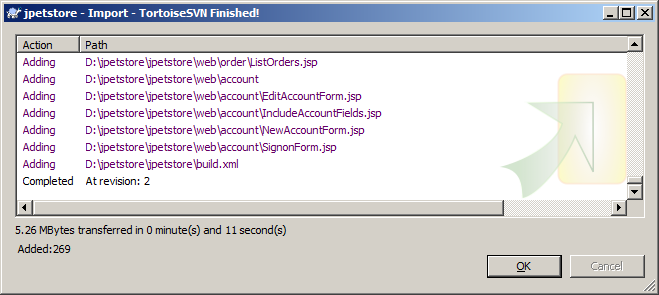 jpetstore - Import - TortoiseSVN Finished!
Action Path
Adding D:\jpetstore\jpetstore\web\order\ListOrders.jsp
Adding D:\jpetstore\jpetstore\web\account
Adding D:\jpetstore\jpetstore\web\account\EditAccountForm.jsp
Adding D:\jpetstore\jpetstore\web\account\IncludeAccountFields.jsp
Adding D:\jpetstore\jpetstore\web\account\NewAccountForm.jsp
Adding D:\jpetstore\jpetstore\web\account\SignonForm.jsp
Adding D:\jpetstore\jpetstore\build.xml
Completed At revision: 2
5.26 MBytes transferred in 0 minute(s) and 11 second(s)
Added:269
OK Cancel